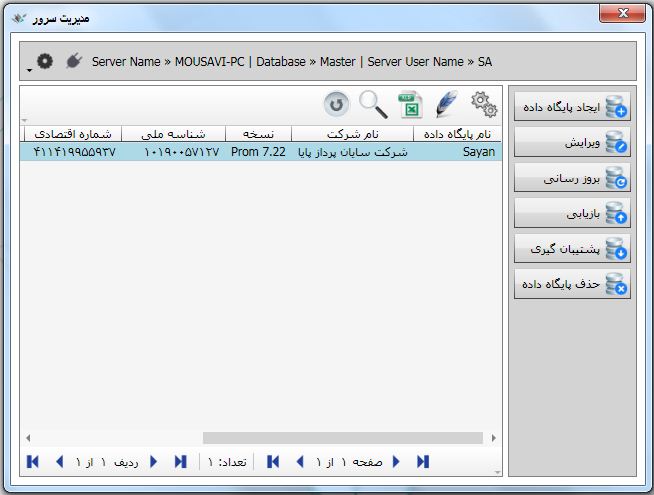 مدیریت سرور
Server Name » MOUSAVI-PC | Database » Master | Server User Name » SA
ایجاد پایگاه داده
ویرایش
بروز رسانی
بازیابی
پشتیبان گیری
حذف پایگاه داده
نام پایگاه داده نام شرکت نسخه شناسه ملی شماره اقتصادی
Sayan شرکت سایان پرداز پایا Prom 7.22 ۱۰۱۹۰۰۵۷۱۲۷ ۴۱۱۴۱۹۹۵۵۹۳۷
صفحه ۱ از ۱ تعداد: ۱ ردیف ۱ از ۱